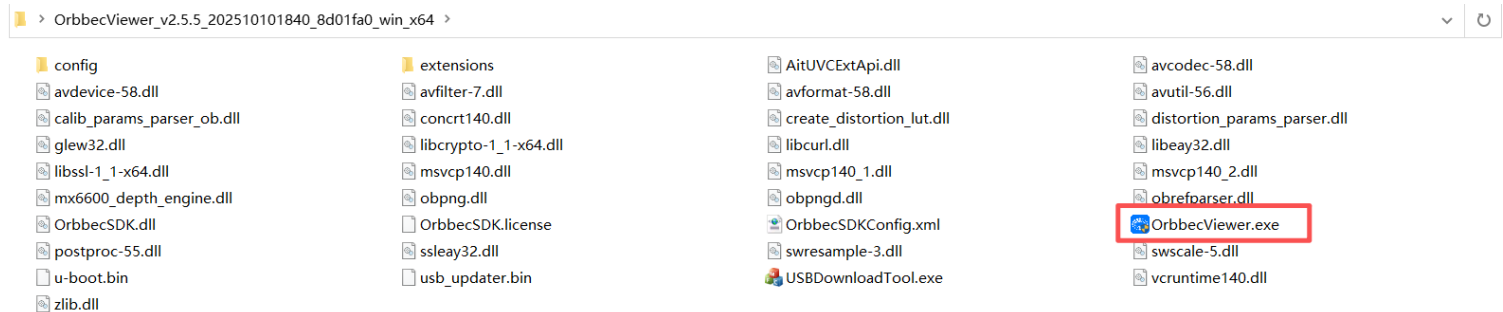 OrbbecViewer_v2.5.5_202510101840_8d01fa0_win_x64
config extensions AitUVCExtApi.dll avcodec-58.dll
avdevice-58.dll avfilter-7.dll avformat-58.dll avutil-56.dll
calib_params_parser_ob.dll concrt140.dll create_distortion_lut.dll distortion_params_parser.dll
glew32.dll libcrypto-1_1-x64.dll libcurl.dll libeay32.dll
libssl-1_1-x64.dll msvcp140.dll msvcp140_1.dll msvcp140_2.dll
mx6600_depth_engine.dll obpng.dll obpngd.dll obrefparser.dll
OrbbecSDK.dll OrbbecSDK.license OrbbecSDKConfig.xml OrbbecViewer.exe
postproc-55.dll ssleay32.dll swresample-3.dll swscale-5.dll
u-boot.bin usb_updater.bin USBDownloadTool.exe vcruntime140.dll
zlib.dll